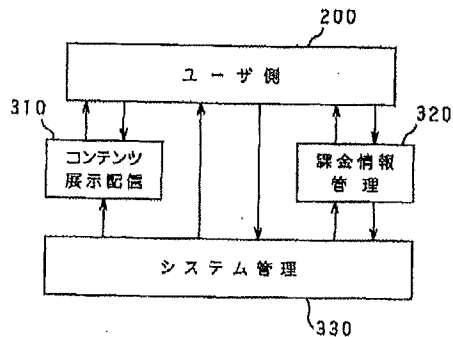 200
ユーザ側
310
320
コンテンツ
展示配信
課金情報
管理
システム管理
330